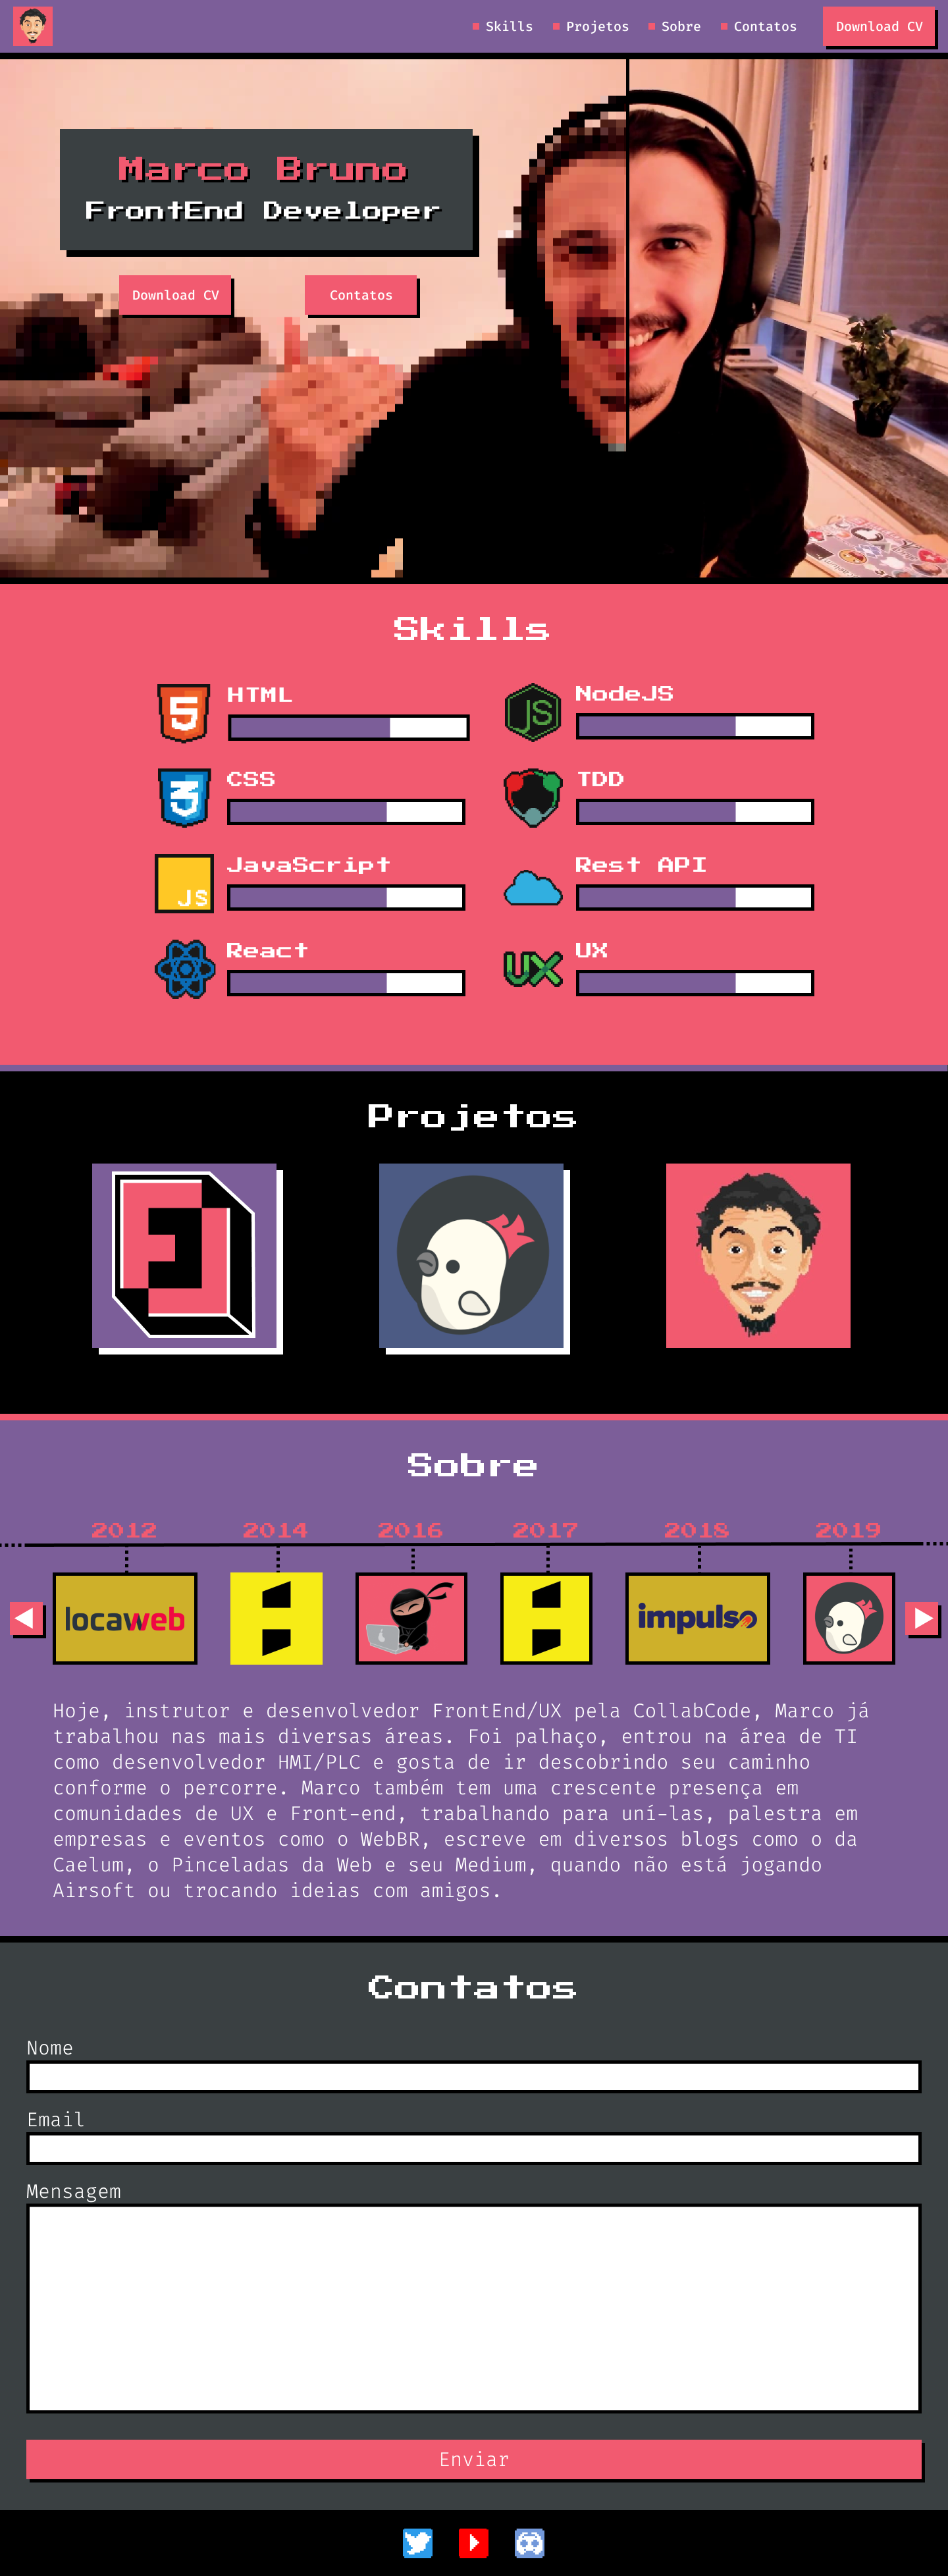 Skills Projetos Sobre Contatos Download CV
Marco Bruno
FrontEnd Developer
Download CV Contatos
Skills
5 HTML
JS NodeJS
3 CSS
TDD
JS JavaScript
Rest API
React
UX UX
Projetos
Sobre
2012 2014 2016 2017 2018 2019
locaweb impulso
Hoje, instrutor e desenvolvedor FrontEnd/UX pela CollabCode, Marco já
trabalhou nas mais diversas áreas. Foi palhaço, entrou na área de TI
como desenvolvedor HMI/PLC e gosta de ir descobrindo seu caminho
conforme o percorre. Marco também tem uma crescente presença em
comunidades de UX e Front-end, trabalhando para uní-las, palestra em
empresas e eventos como o WebBR, escreve em diversos blogs como o da
Caelum, o Pinceladas da Web e seu Medium, quando não está jogando
Airsoft ou trocando ideias com amigos.
Contatos
Nome
Email
Mensagem
Enviar